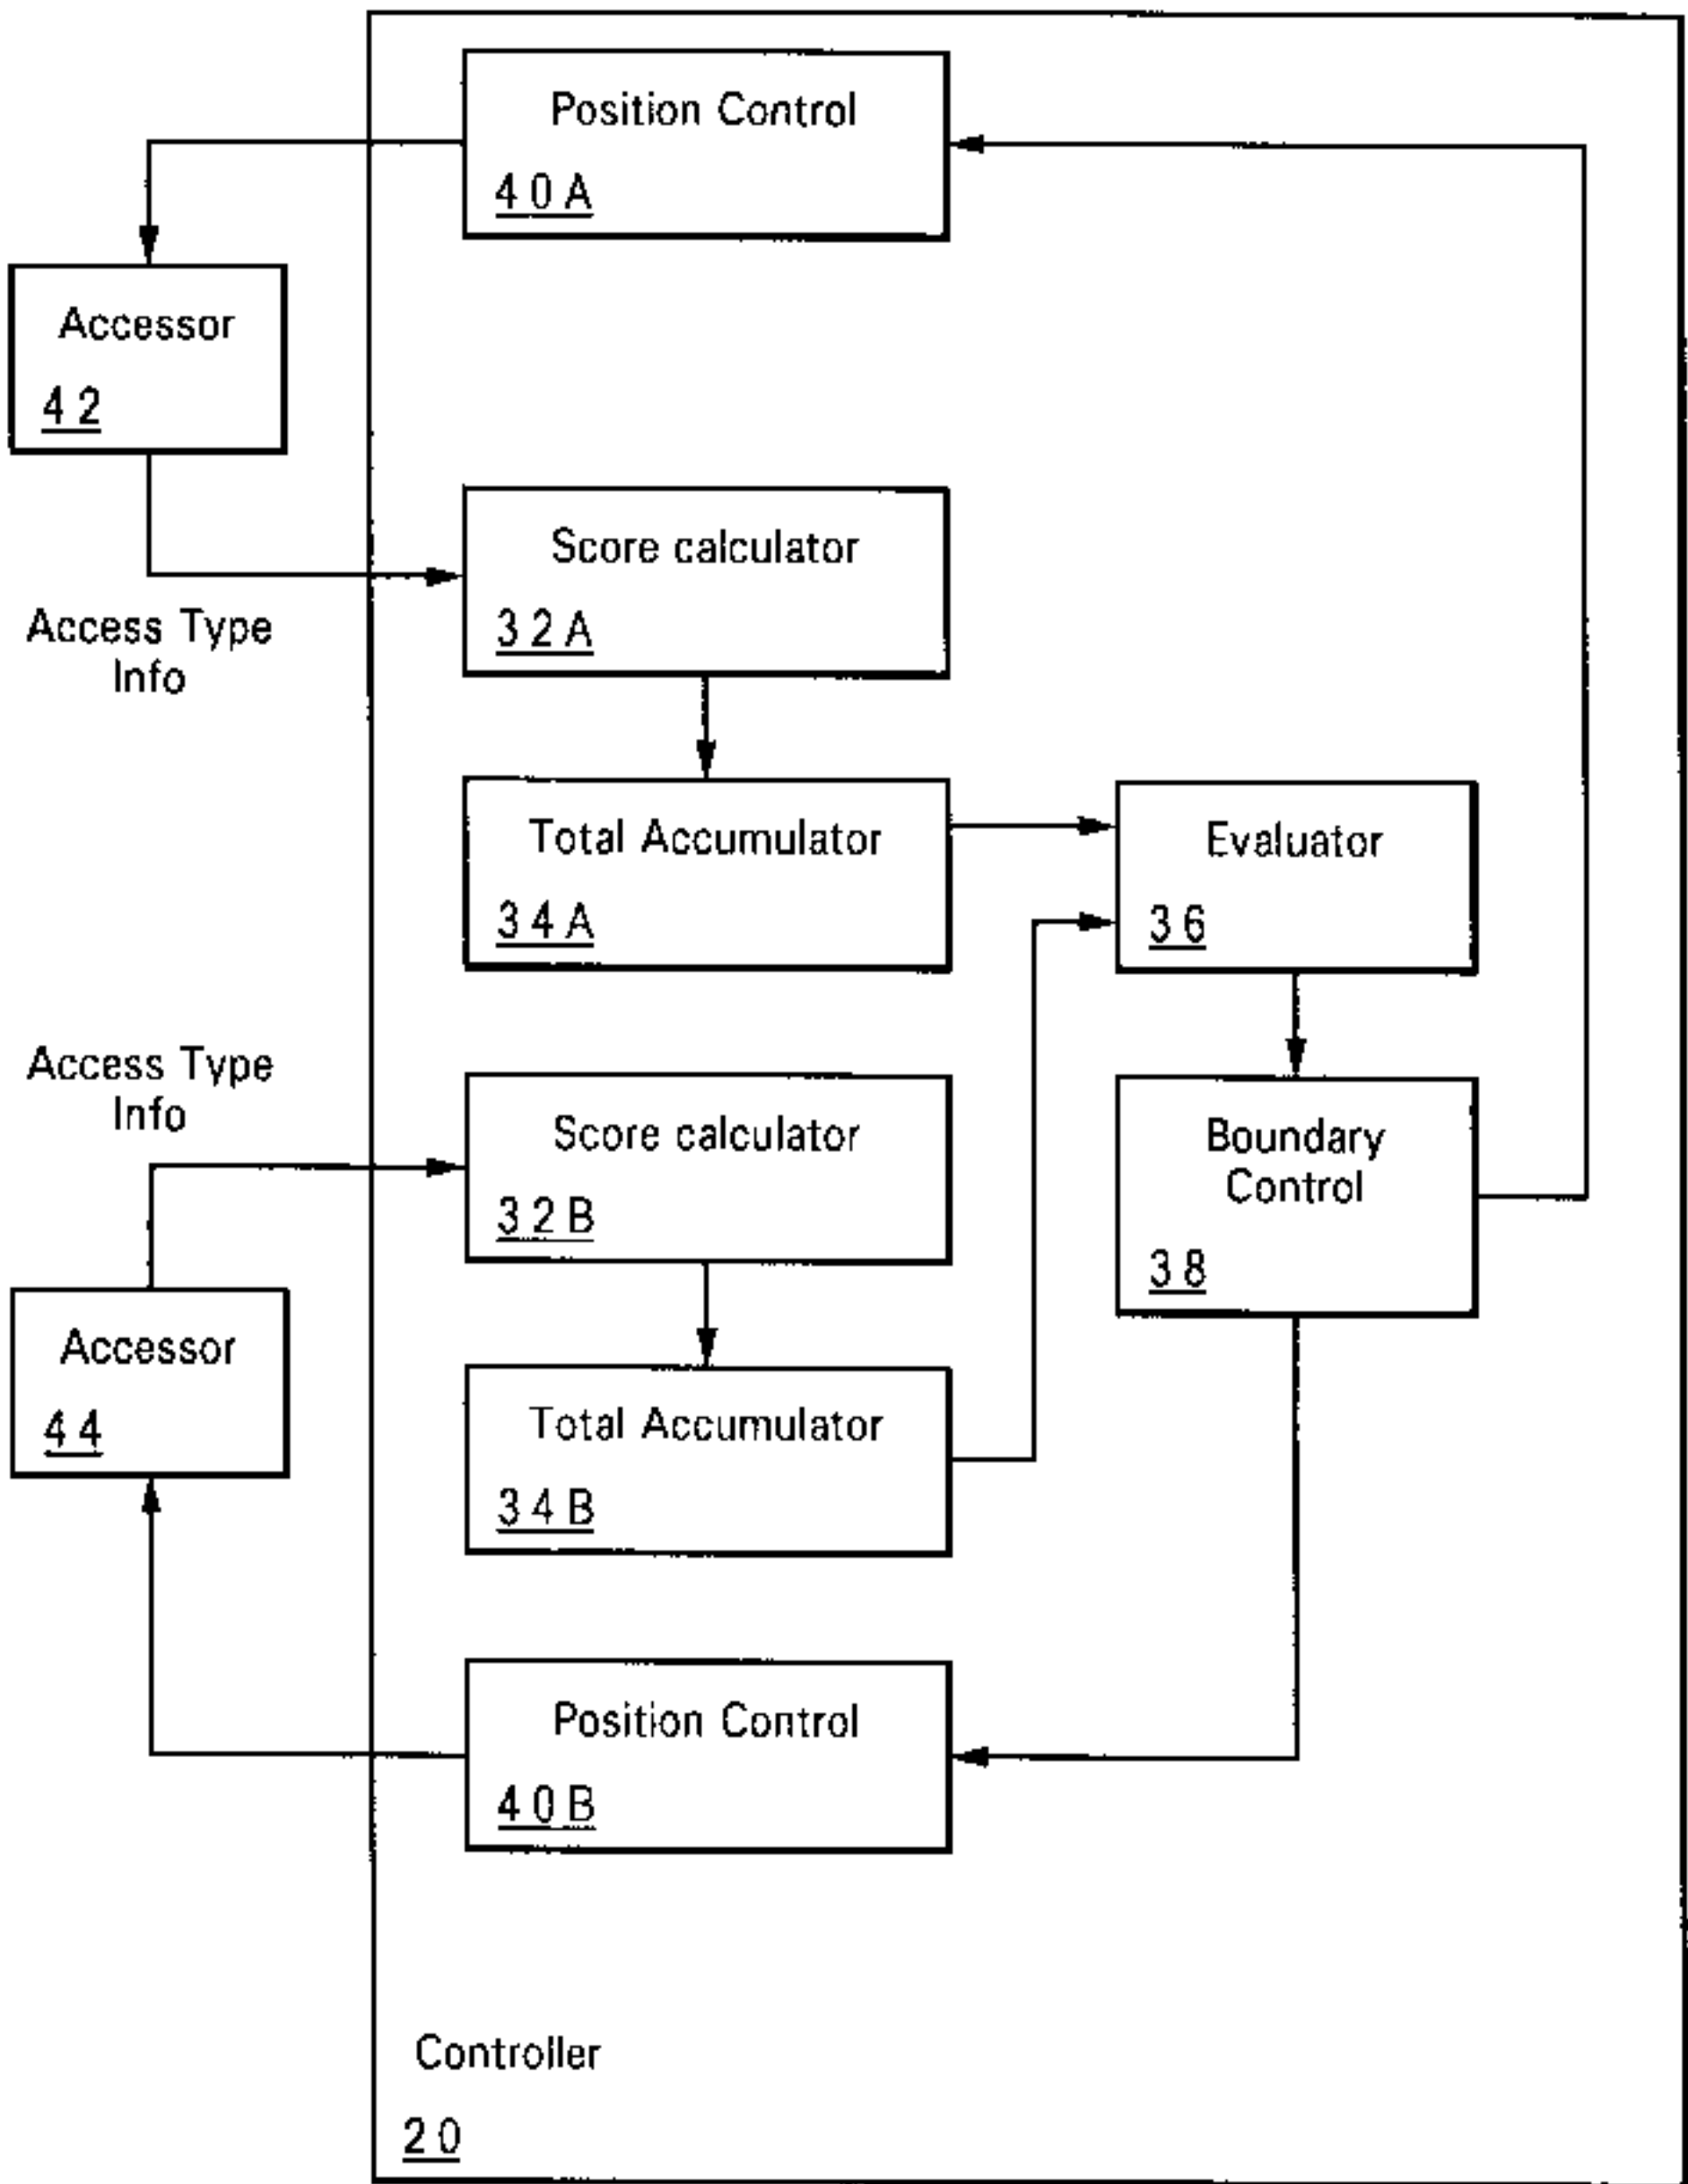 Position Control
40A
Accessor
42
Score calculator
32A
Access Type
Info
Total Accumulator
34A
Evaluator
36
Access Type
Info
Score calculator
32B
Boundary
Control
38
Accessor
44
Total Accumulator
34B
Position Control
40B
Controller
20